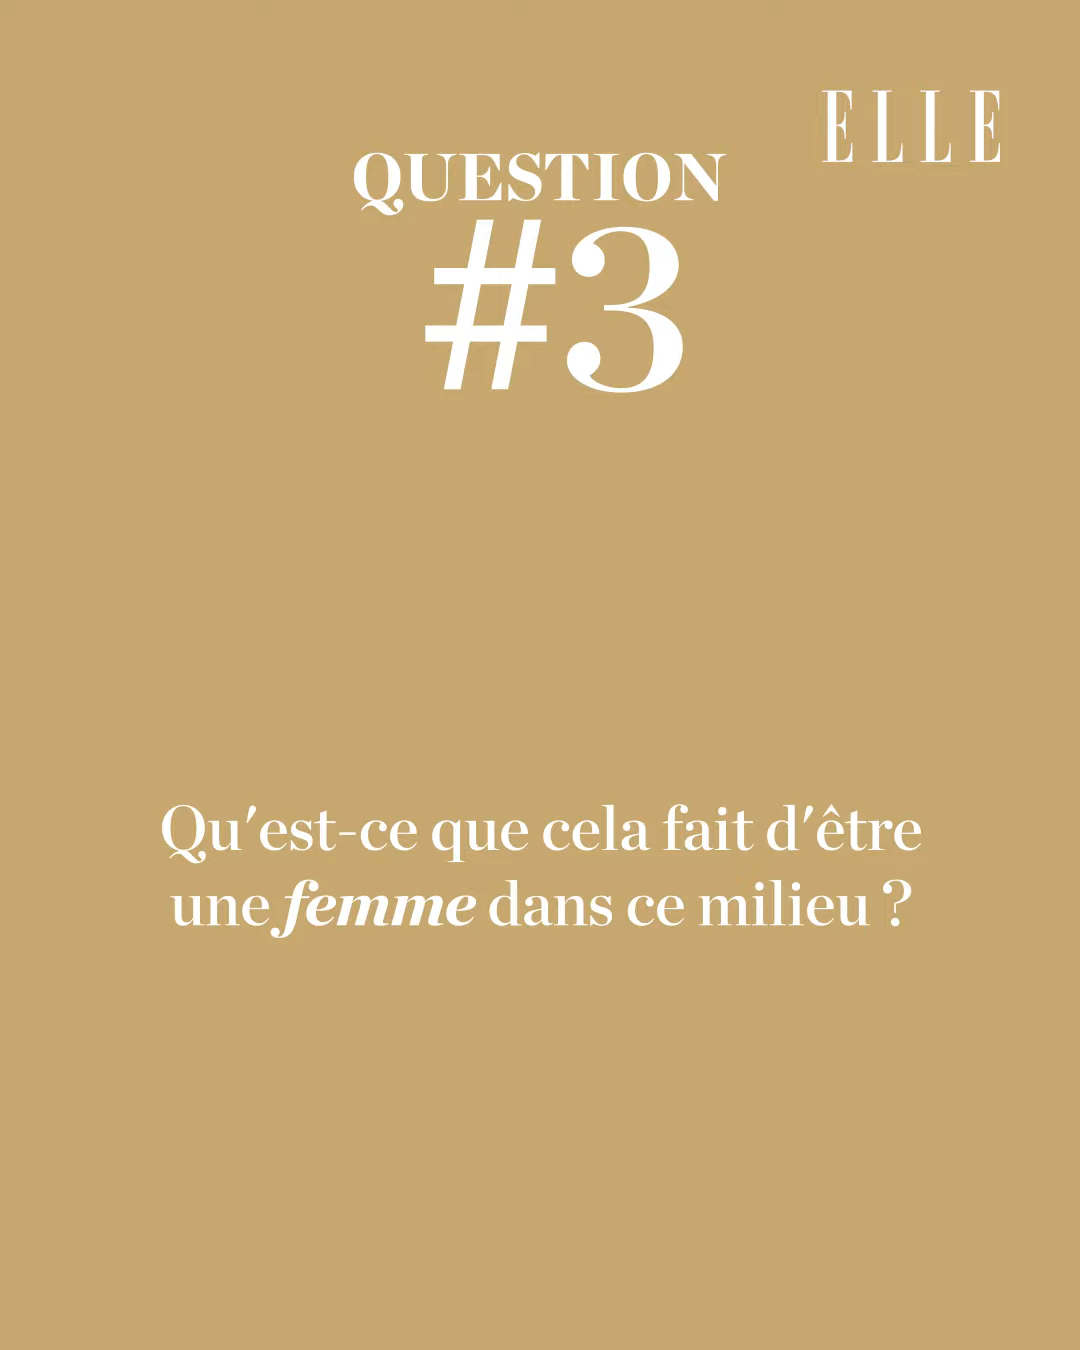 ELLE
QUESTION
#3
Qu'est-ce que cela fait d'être
une femme dans ce milieu ?